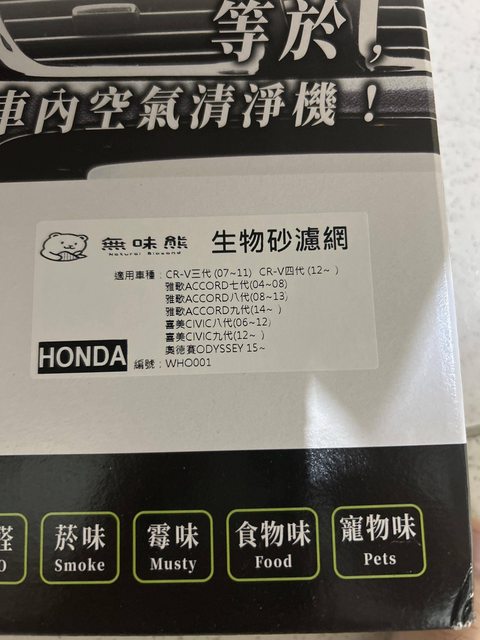 等於,
車內空氣清淨機！
無味熊 生物砂濾網
Natural Biosand
適用車種：CR-V三代(07~11) CR-V四代(12~ )
雅歌ACCORD七代(04~08)
雅歌ACCORD八代(08~13)
雅歌ACCORD九代(14~ )
喜美CIVIC八代(06~12)
喜美CIVIC九代(12~ )
奧德賽ODYSSEY 15~
HONDA 編號：WHO001
菸味 霉味 食物味 寵物味
Smoke Musty Food Pets